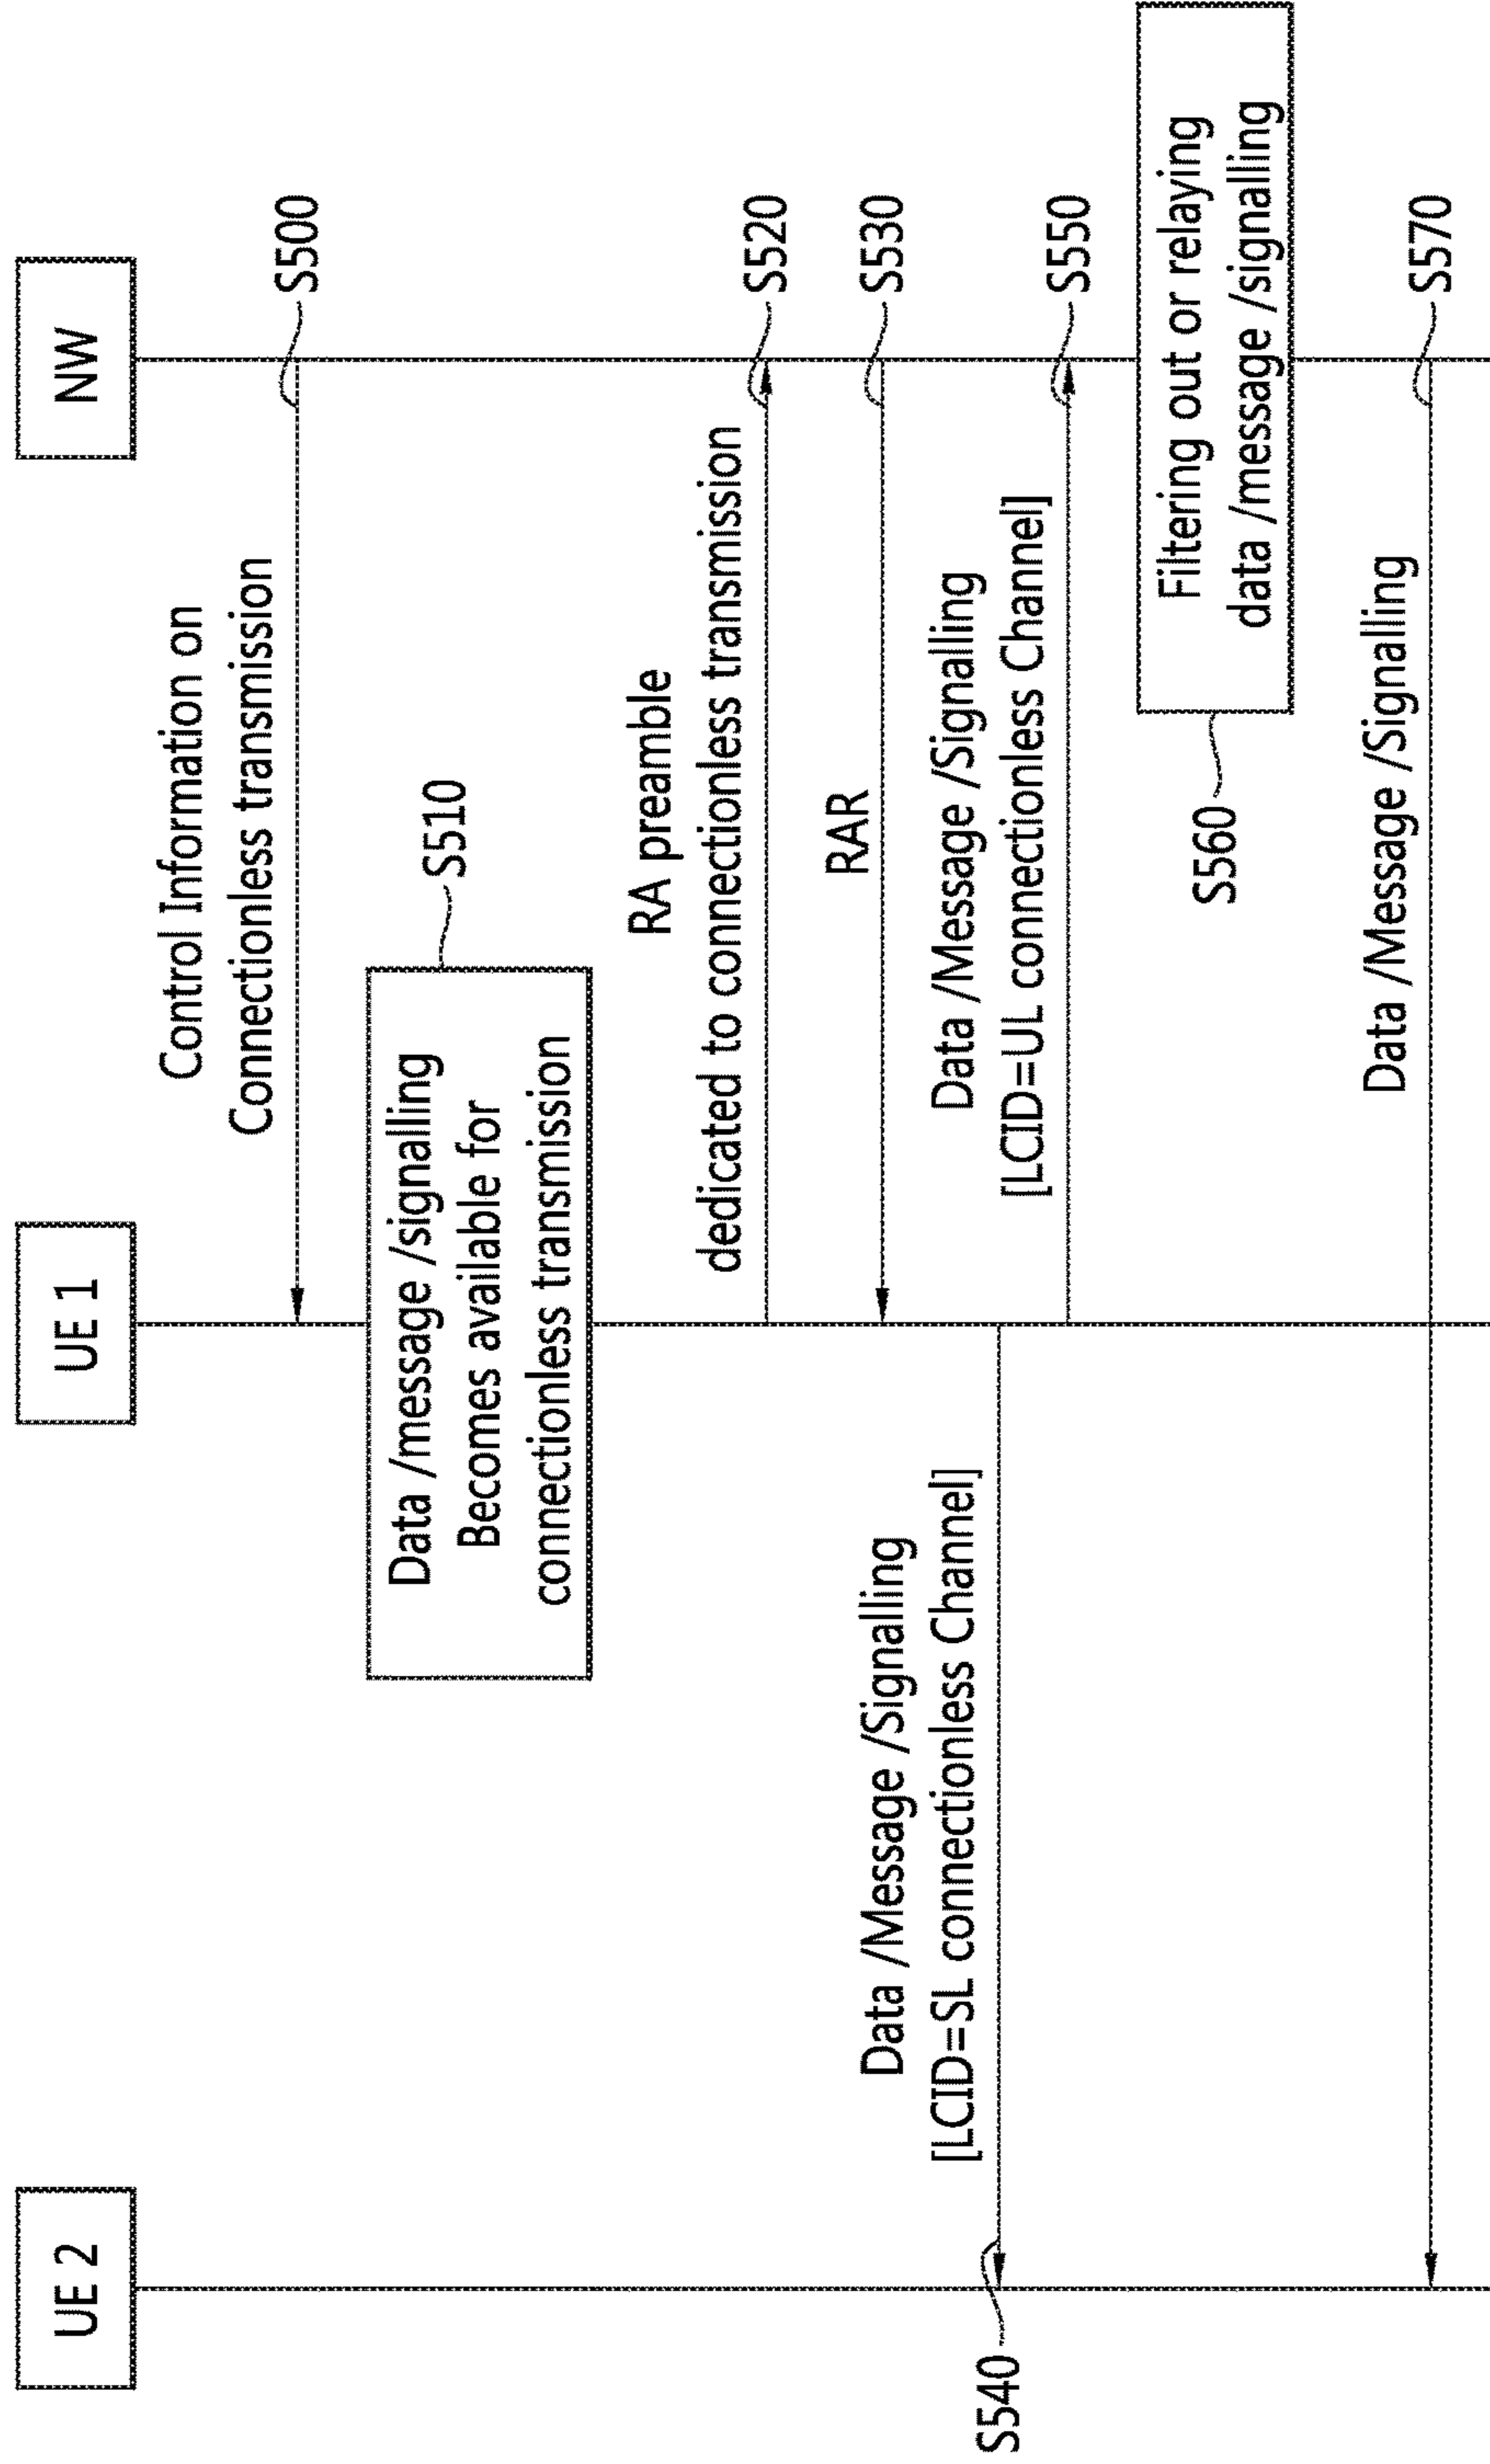 UE 2
UE 1
NW
Control Information on
Connectionless transmission
S500
Data /message /signalling
Becomes available for
connectionless transmission
S510
RA preamble
dedicated to connectionless transmission
S520
RAR
S530
Data /Message /Signalling
[LCID=SL connectionless Channel]
S540
Data /Message /Signalling
[LCID=UL connectionless Channel]
S550
Filtering out or relaying
data /message /signalling
S560
Data /Message /Signalling
S570